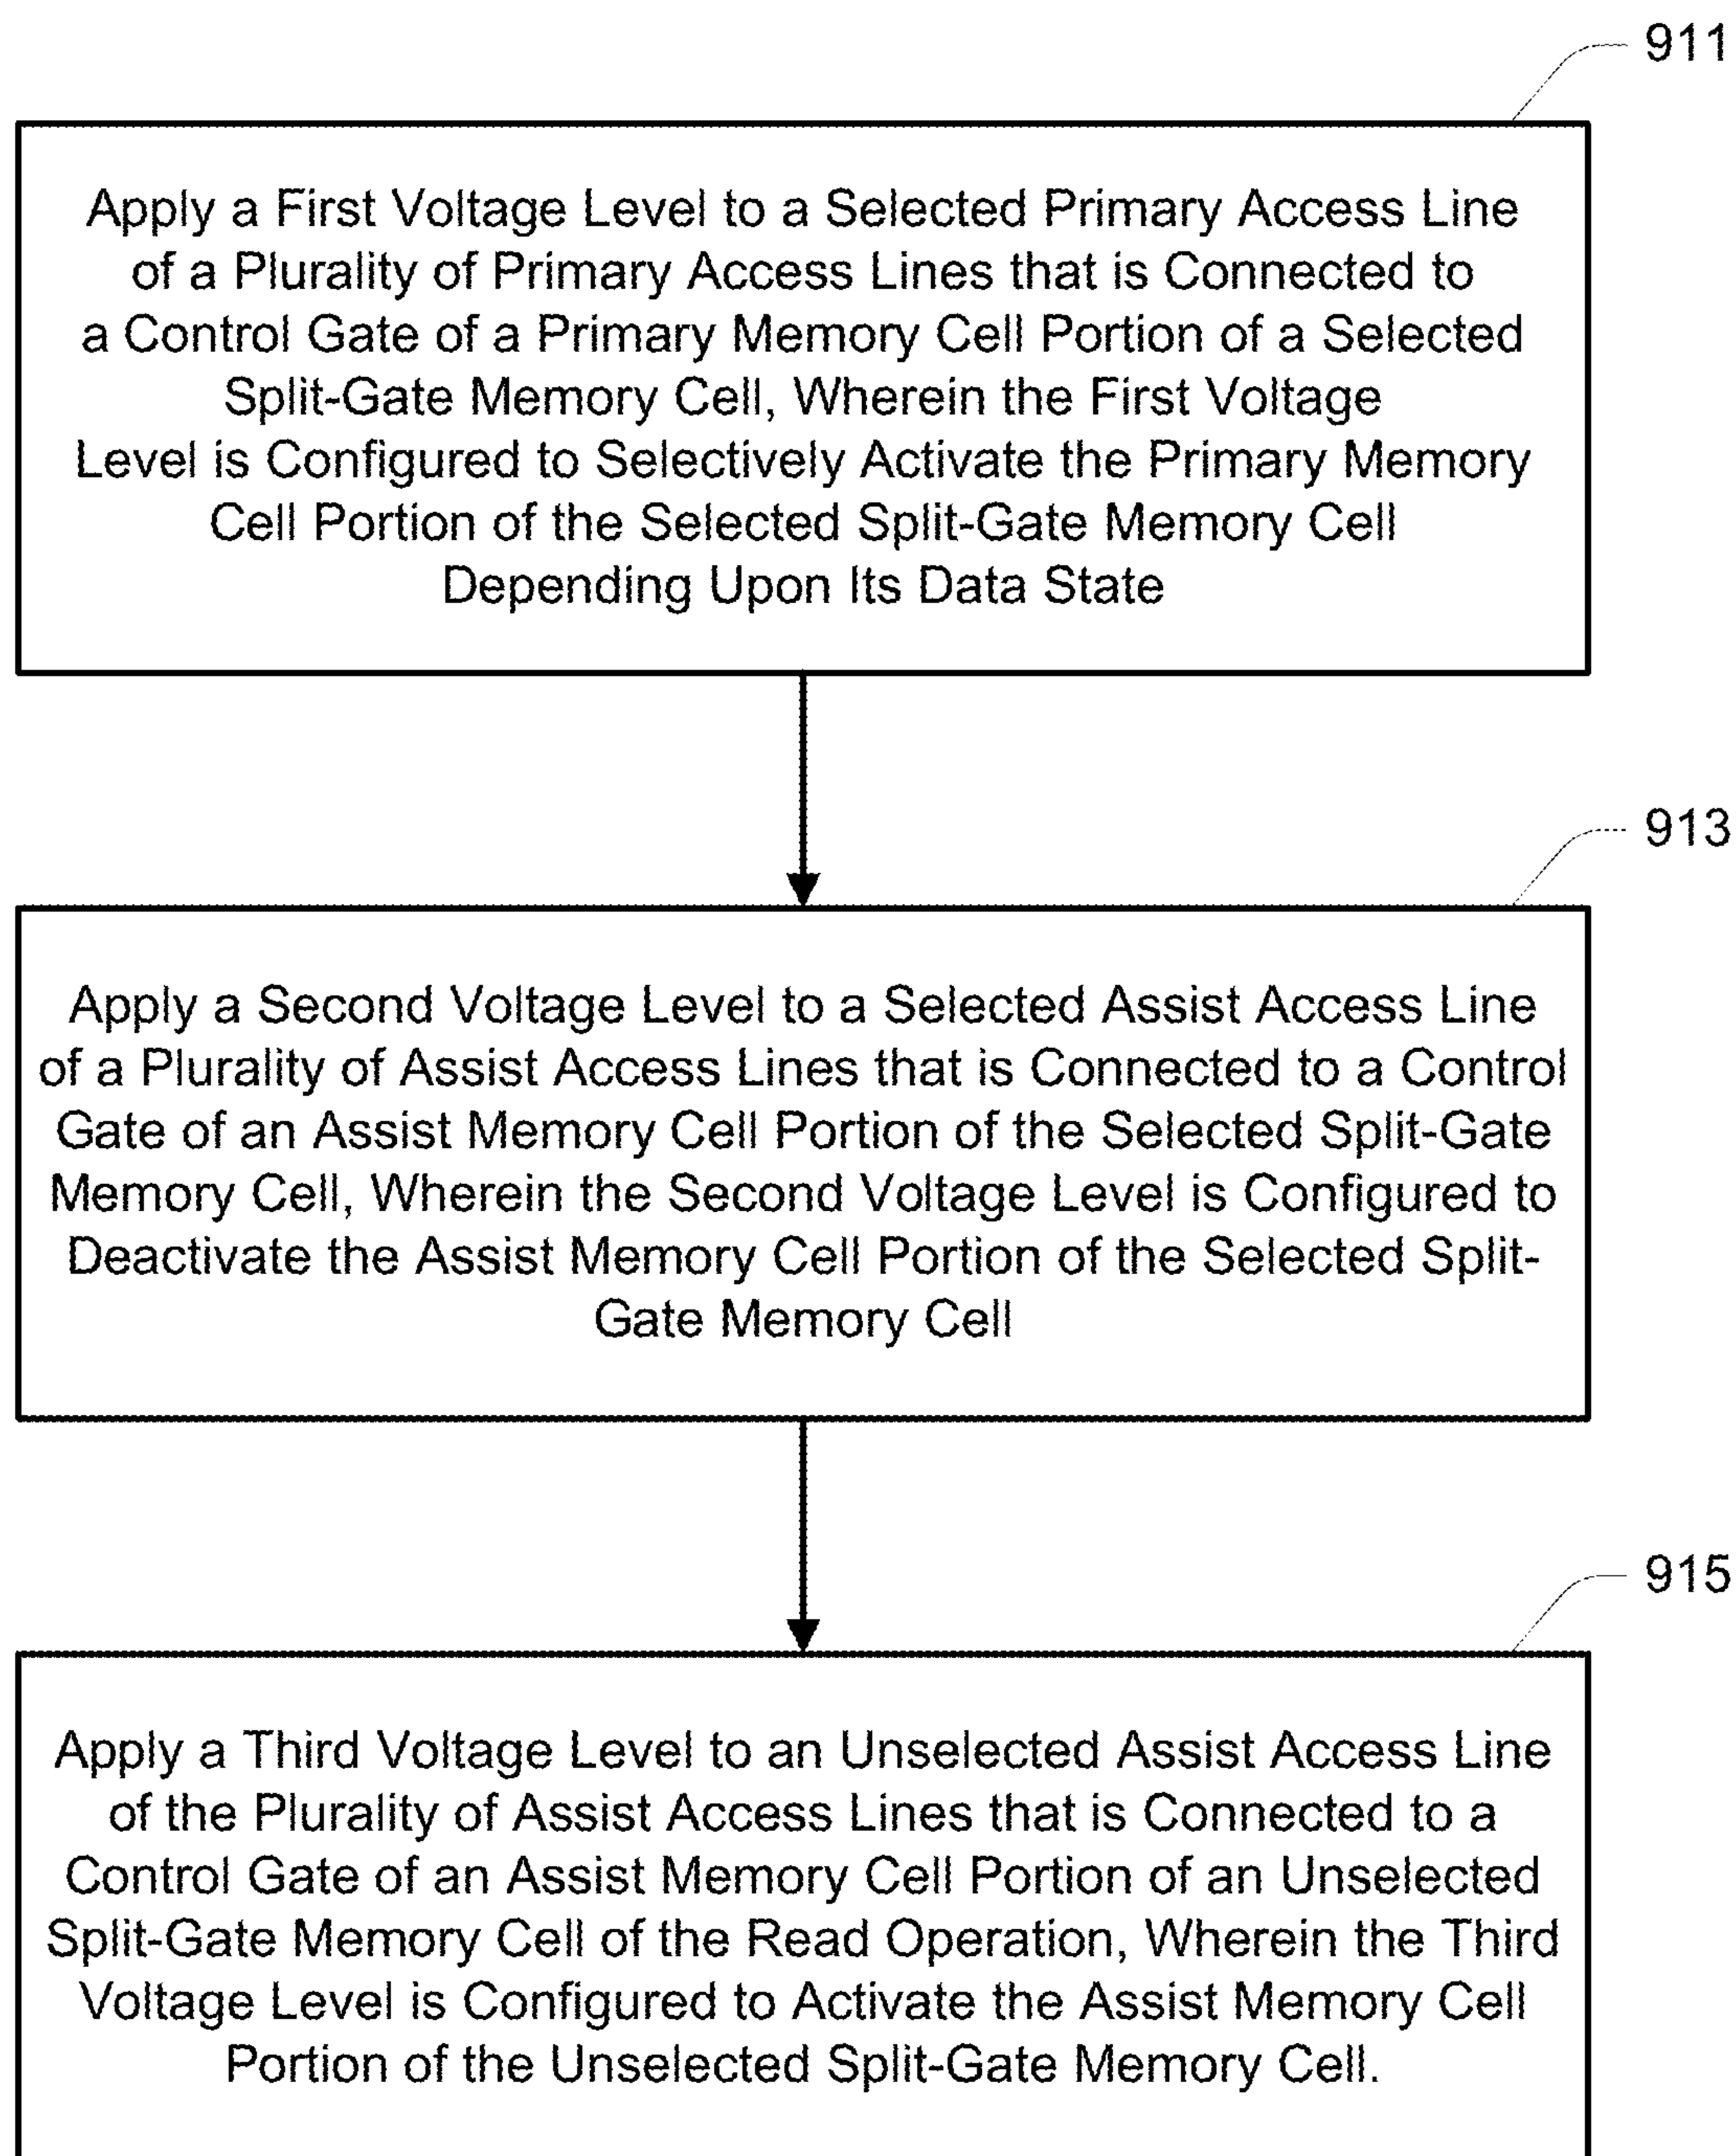 911
Apply a First Voltage Level to a Selected Primary Access Line
of a Plurality of Primary Access Lines that is Connected to
a Control Gate of a Primary Memory Cell Portion of a Selected
Split-Gate Memory Cell, Wherein the First Voltage
Level is Configured to Selectively Activate the Primary Memory
Cell Portion of the Selected Split-Gate Memory Cell
Depending Upon Its Data State
913
Apply a Second Voltage Level to a Selected Assist Access Line
of a Plurality of Assist Access Lines that is Connected to a Control
Gate of an Assist Memory Cell Portion of the Selected Split-Gate
Memory Cell, Wherein the Second Voltage Level is Configured to
Deactivate the Assist Memory Cell Portion of the Selected Split-
Gate Memory Cell
915
Apply a Third Voltage Level to an Unselected Assist Access Line
of the Plurality of Assist Access Lines that is Connected to a
Control Gate of an Assist Memory Cell Portion of an Unselected
Split-Gate Memory Cell of the Read Operation, Wherein the Third
Voltage Level is Configured to Activate the Assist Memory Cell
Portion of the Unselected Split-Gate Memory Cell.